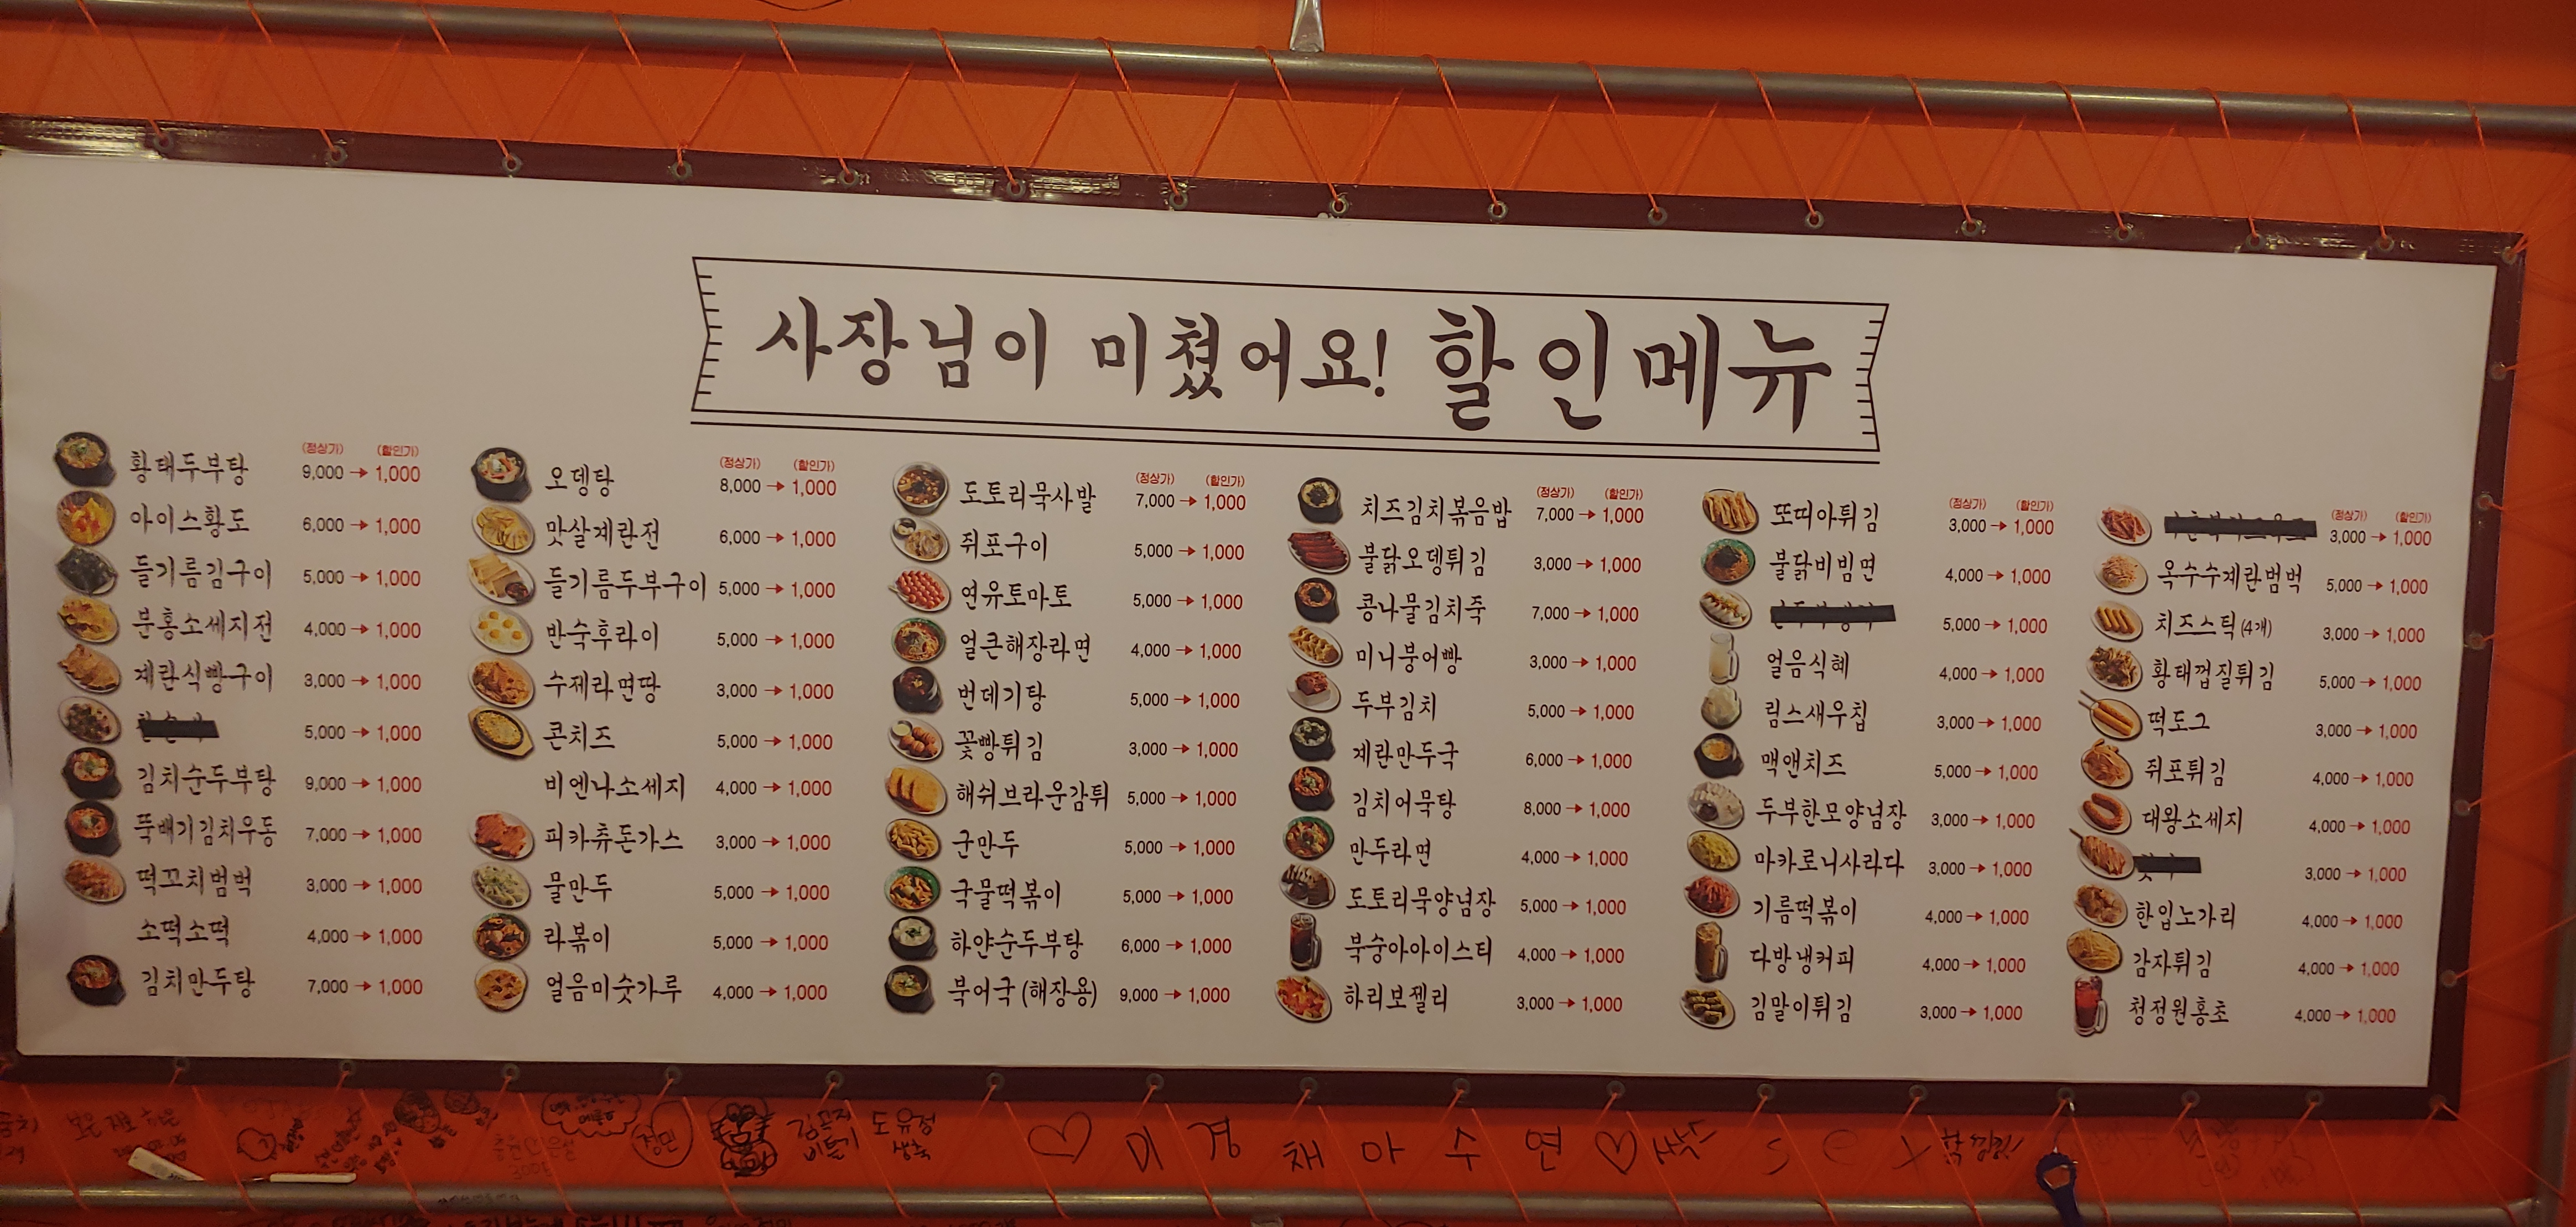 사장님이 미쳤어요! 할인메뉴
(정상가) (할인가)
황태두부탕 9,000 → 1,000
아이스황도 6,000 → 1,000
들기름김구이 5,000 → 1,000
분홍소세지전 4,000 → 1,000
계란식빵구이 3,000 → 1,000
5,000 → 1,000
김치순두부탕 9,000 → 1,000
뚝배기김치우동 7,000 → 1,000
떡꼬치범벅 3,000 → 1,000
소떡소떡 4,000 → 1,000
김치만두탕 7,000 → 1,000
(정상가) (할인가)
오뎅탕 8,000 → 1,000
맛살계란전 6,000 → 1,000
들기름두부구이 5,000 → 1,000
반숙후라이 5,000 → 1,000
수제라면땅 3,000 → 1,000
콘치즈 5,000 → 1,000
비엔나소세지 4,000 → 1,000
피카츄돈가스 3,000 → 1,000
물만두 5,000 → 1,000
라볶이 5,000 → 1,000
얼음미숫가루 4,000 → 1,000
(정상가) (할인가)
도토리묵사발 7,000 → 1,000
쥐포구이 5,000 → 1,000
연유토마토 5,000 → 1,000
얼큰해장라면 4,000 → 1,000
번데기탕 5,000 → 1,000
꽃빵튀김 3,000 → 1,000
해쉬브라운감튀 5,000 → 1,000
군만두 5,000 → 1,000
국물떡볶이 5,000 → 1,000
하얀순두부탕 6,000 → 1,000
북어국 (해장용) 9,000 → 1,000
(정상가) (할인가)
치즈김치볶음밥 7,000 → 1,000
불닭오뎅튀김 3,000 → 1,000
콩나물김치죽 7,000 → 1,000
미니붕어빵 3,000 → 1,000
두부김치 5,000 → 1,000
계란만두국 6,000 → 1,000
김치어묵탕 8,000 → 1,000
만두라면 4,000 → 1,000
도토리묵양념장 5,000 → 1,000
북숭아아이스티 4,000 → 1,000
하리보젤리 3,000 → 1,000
(정상가) (할인가)
또띠아튀김 3,000 → 1,000
불닭비빔면 4,000 → 1,000
5,000 → 1,000
얼음식혜 4,000 → 1,000
림스새우칩 3,000 → 1,000
맥앤치즈 5,000 → 1,000
두부한모양념장 3,000 → 1,000
마카로니사라다 3,000 → 1,000
기름떡볶이 4,000 → 1,000
다방냉커피 4,000 → 1,000
김말이튀김 3,000 → 1,000
(정상가) (할인가)
3,000 → 1,000
옥수수계란범벅 5,000 → 1,000
치즈스틱 (4개) 3,000 → 1,000
황태껍질튀김 5,000 → 1,000
떡도그 3,000 → 1,000
쥐포튀김 4,000 → 1,000
대왕소세지 4,000 → 1,000
3,000 → 1,000
한입노가리 4,000 → 1,000
감자튀김 4,000 → 1,000
청정원홍초 4,000 → 1,000
정민
도유정
미 경 채 아 수 연